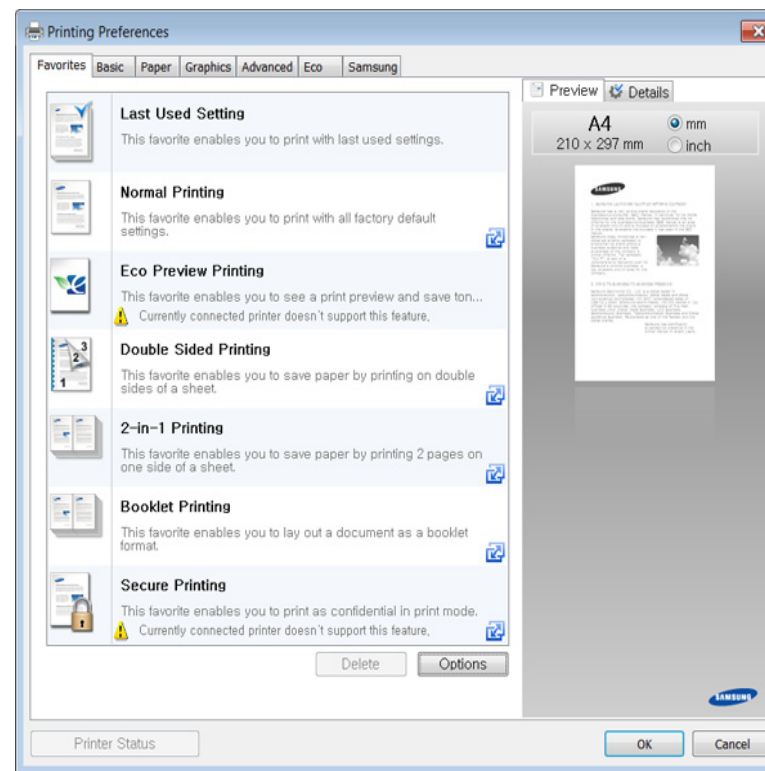 Printing Preferences
Favorites Basic Paper Graphics Advanced Eco Samsung
Last Used Setting
This favorite enables you to print with last used settings.
Normal Printing
This favorite enables you to print with all factory default
settings.
Eco Preview Printing
This favorite enables you to see a print preview and save ton...
Currently connected printer doesn't support this feature.
Double Sided Printing
This favorite enables you to save paper by printing on double
sides of a sheet.
2-in-1 Printing
This favorite enables you to save paper by printing 2 pages on
one side of a sheet.
Booklet Printing
This favorite enables you to lay out a document as a booklet
format.
Secure Printing
This favorite enables you to print as confidential in print mode.
Currently connected printer doesn't support this feature.
Delete Options
Preview Details
A4
210 x 297 mm
mm
inch
SAMSUNG
SAMSUNG
Printer Status OK Cancel